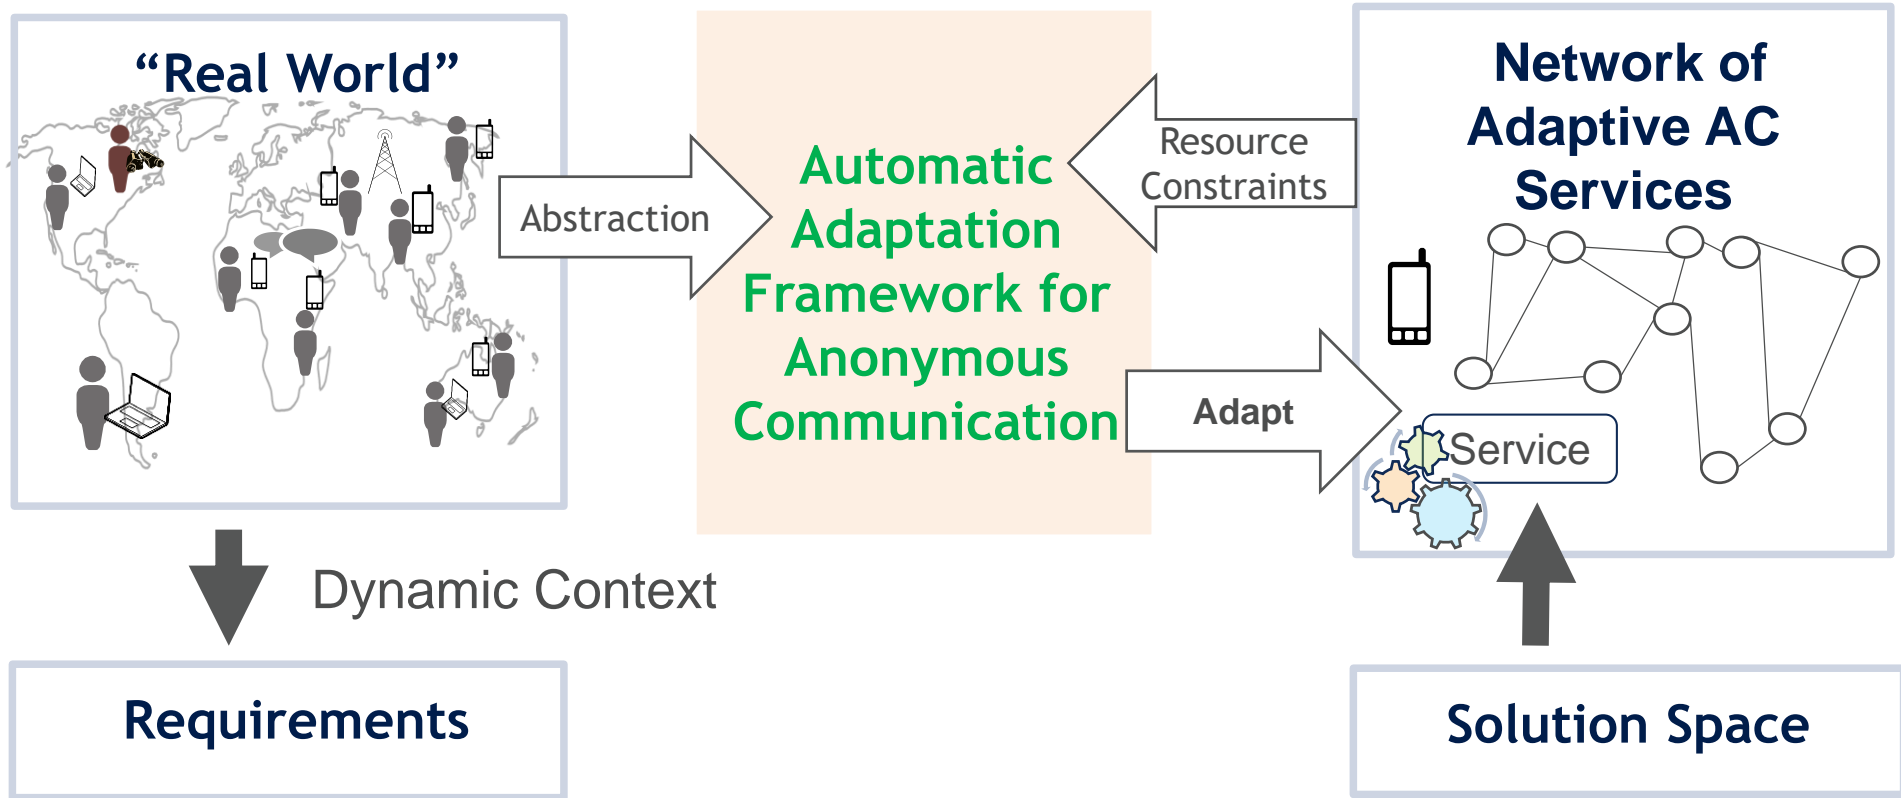 “Real World”
Abstraction
Automatic
Adaptation
Framework for
Anonymous
Communication
Resource
Constraints
Adapt
Network of
Adaptive AC
Services
Service
Dynamic Context
Requirements
Solution Space